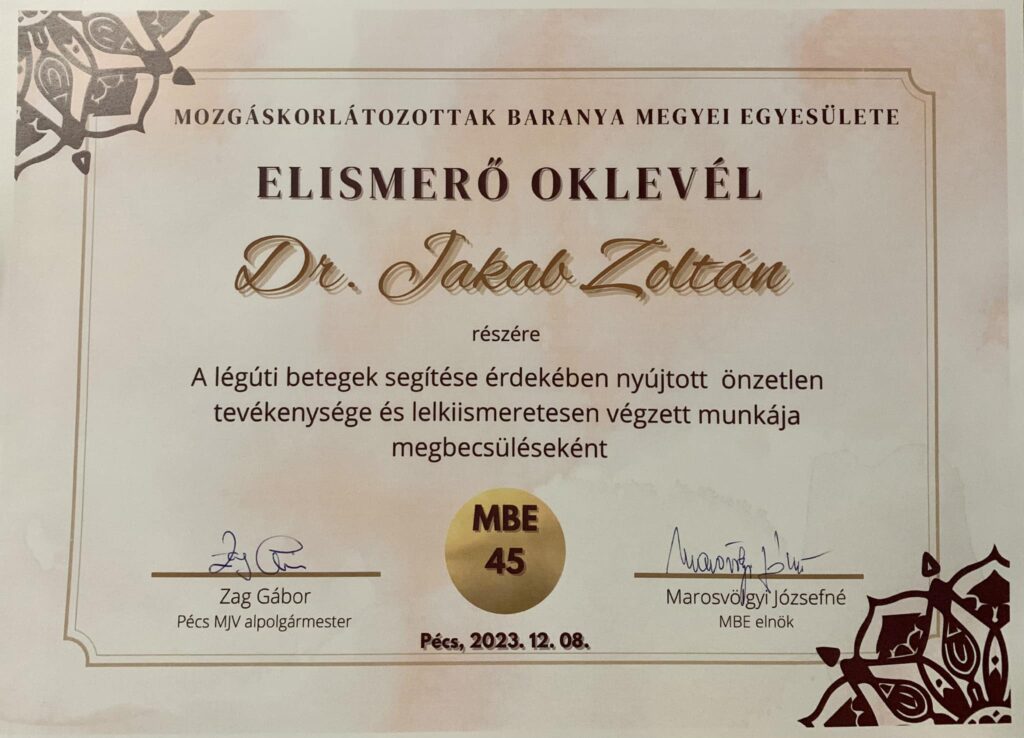 MOZGÁSKORLÁTOZOTTAK BARANYA MEGYEI EGYESÜLETE
ELISMERŐ OKLEVÉL
Dr. Jakab Zoltán
részére
A légúti betegek segítése érdekében nyújtott önzetlen
tevékenysége és lelkiismeretesen végzett munkája
megbecsüléseként
MBE
45
Zag Gábor
Pécs MJV alpolgármester
Marosvölgyi Józsefné
MBE elnök
Pécs, 2023. 12. 08.